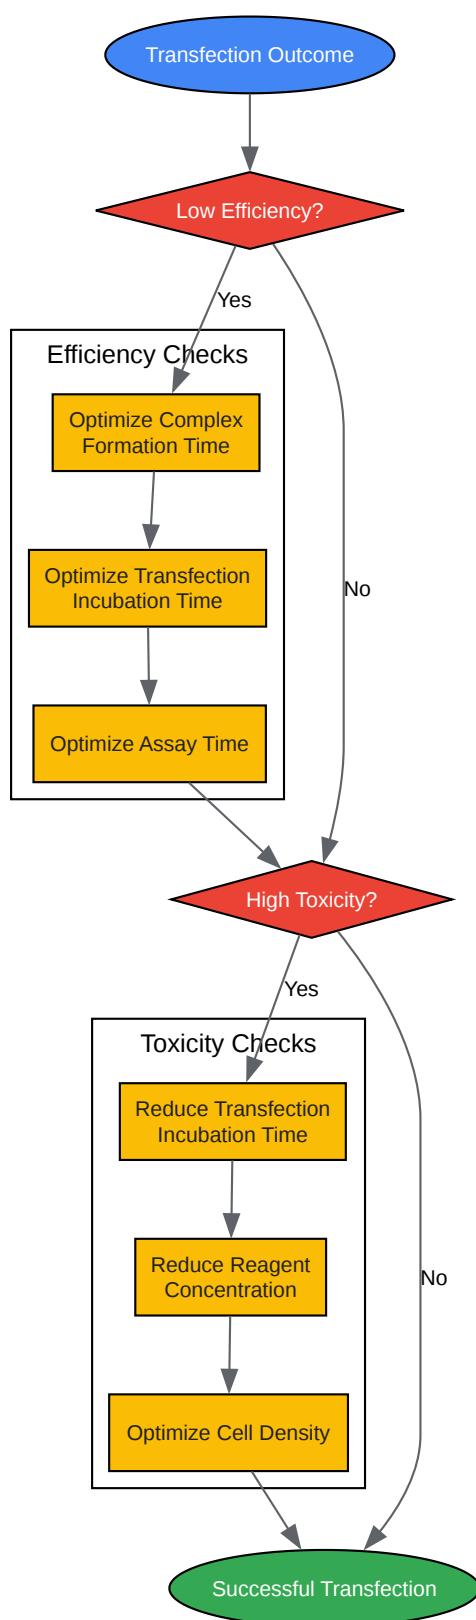 Transfection Outcome
Low Efficiency?
Yes
Efficiency Checks
Optimize Complex
Formation Time
Optimize Transfection
Incubation Time
No
Optimize Assay Time
High Toxicity?
Yes
Toxicity Checks
Reduce Transfection
Incubation Time
Reduce Reagent
Concentration
No
Optimize Cell Density
Successful Transfection